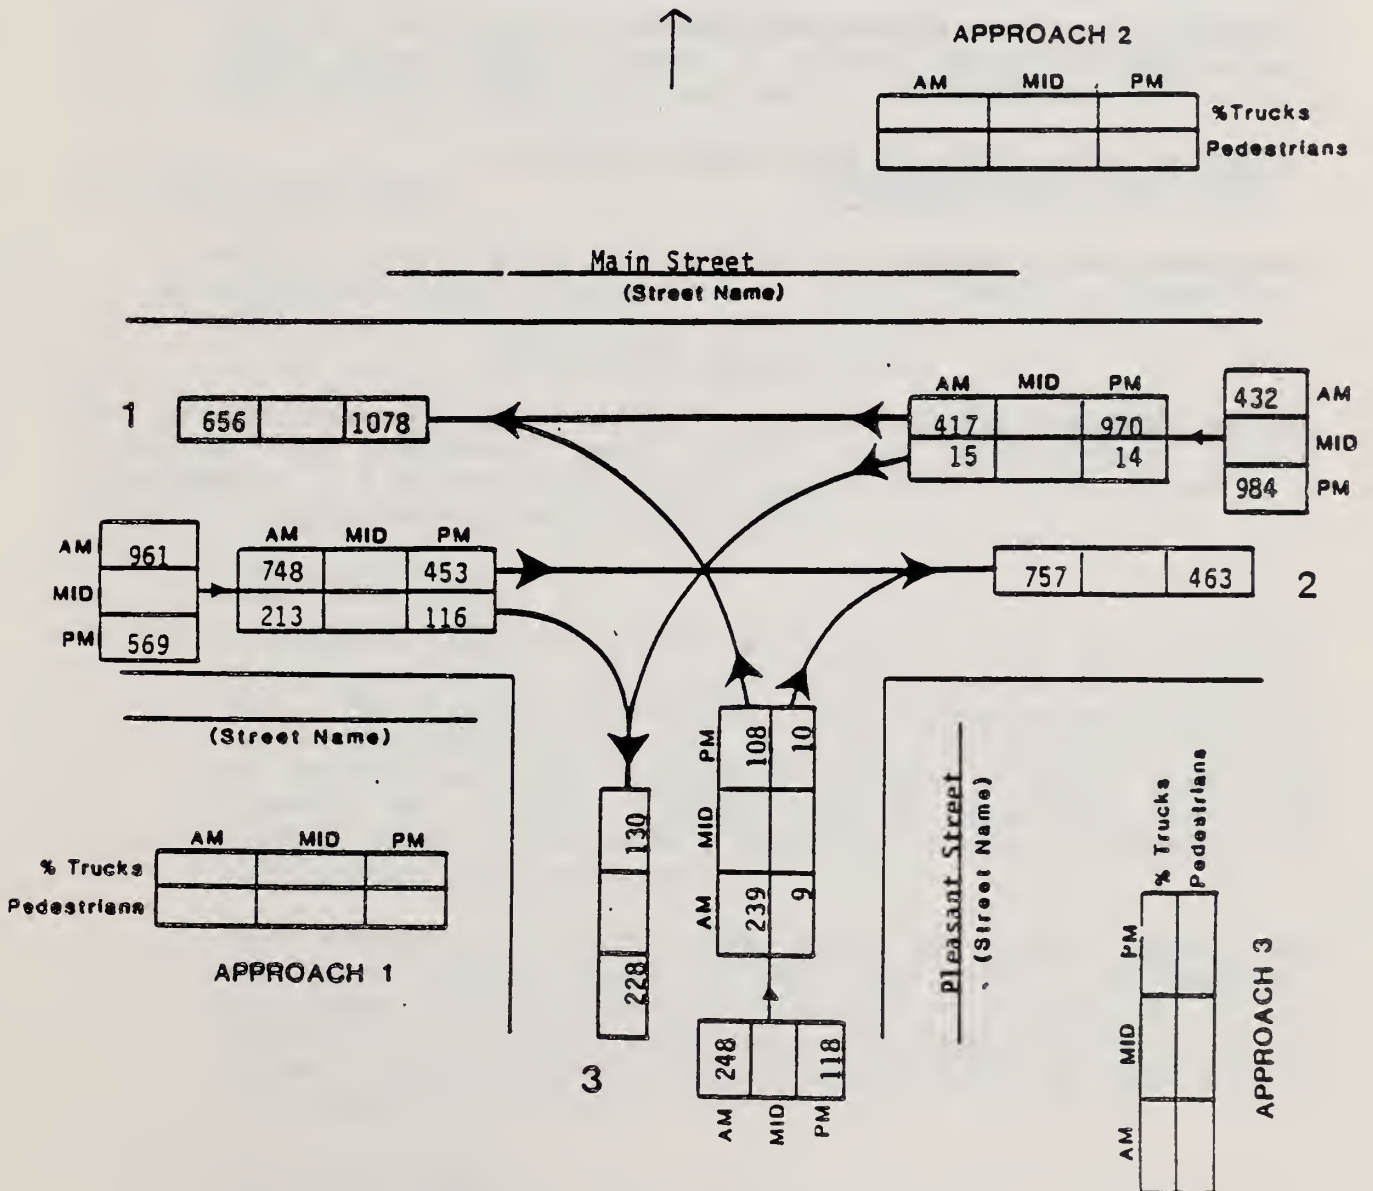 APPROACH 2
AM MID PM
%Trucks
Pedestrians
Main Street
(Street Name)
1
656 1078
AM MID PM
417 970
15 14
432 AM
MID
984 PM
AM 961
MID
PM 569
AM MID PM
748 453
213 116
757 463
2
(Street Name)
AM MID PM
% Trucks
Pedestrians
APPROACH 1
130
228
3
PM 108 10
MID
AM 239 9
248 118
AM MID PM
Pleasant Street
(Street Name)
% Trucks
Pedestrians
PM
MID
AM
APPROACH 3